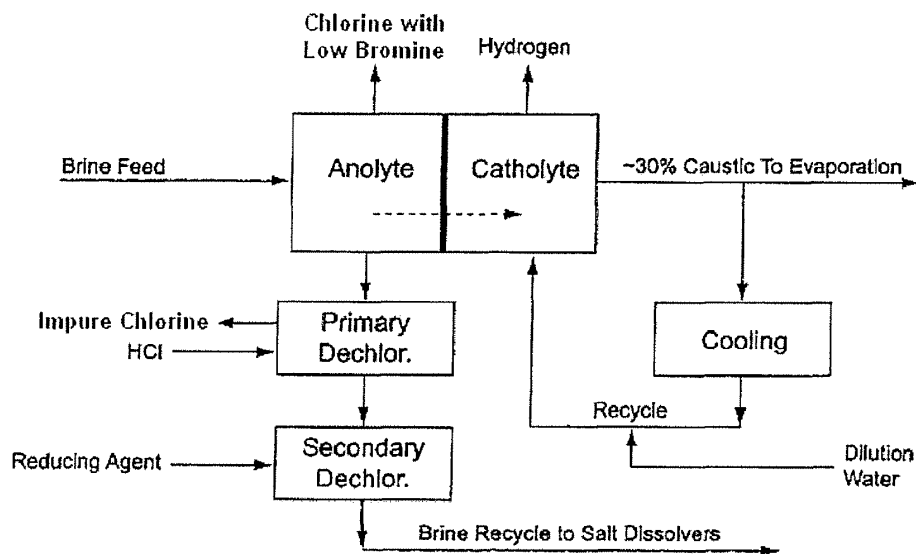 Chlorine with
Low Bromine
Hydrogen
Brine Feed
Anolyte
Catholyte
~30% Caustic To Evaporation
Impure Chlorine
HCl
Primary
Dechlor.
Cooling
Recycle
Reducing Agent
Secondary
Dechlor.
Dilution
Water
Brine Recycle to Salt Dissolvers